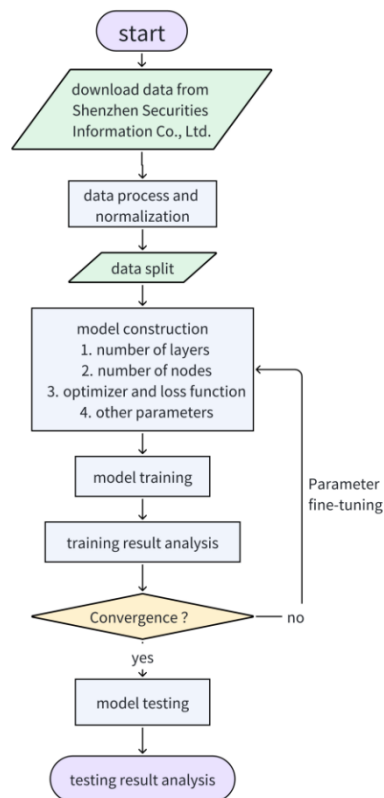 start
download data from
Shenzhen Securities
Information Co., Ltd.
data process and
normalization
data split
model construction
1. number of layers
2. number of nodes
3. optimizer and loss function
4. other parameters
model training
Parameter
fine-tuning
training result analysis
Convergence ?
no
yes
model testing
testing result analysis